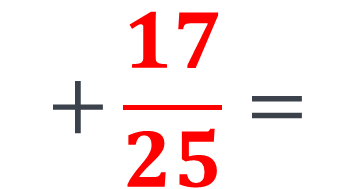 + 17/25 =